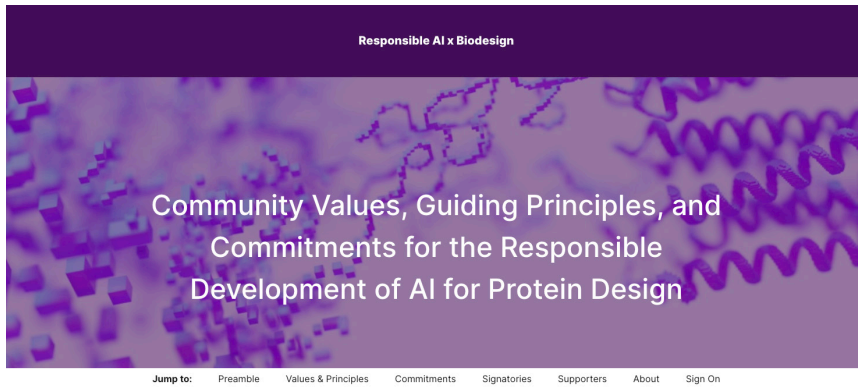 Responsible AI x Biodesign
Community Values, Guiding Principles, and
Commitments for the Responsible
Development of AI for Protein Design
Jump to: Preamble Values & Principles Commitments Signatories Supporters About Sign On